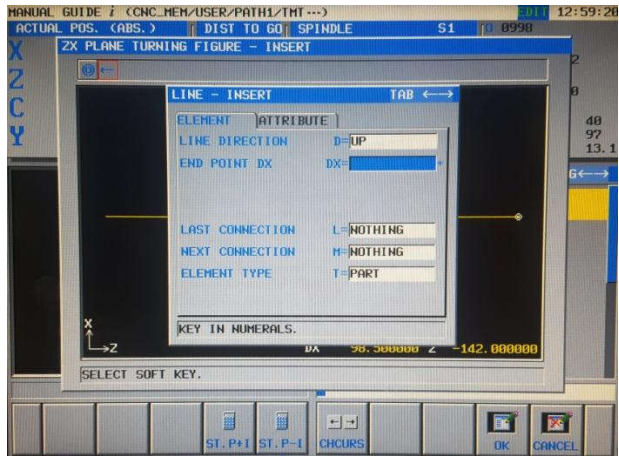 MANUAL GUIDE i (CNC_MEM/USER/PATH1/TMT···) EDIT 12:59:20
ACTUAL POS. (ABS.) DIST TO GO SPINDLE S1 0998
ZX PLANE TURNING FIGURE - INSERT
X
Z
C
Y
2
0
40
97
13.1
LINE - INSERT TAB ←→
ELEMENT ATTRIBUTE
LINE DIRECTION D=UP
END POINT DX DX= *
G←→
LAST CONNECTION L=NOTHING
NEXT CONNECTION M=NOTHING
ELEMENT TYPE T=PART
KEY IN NUMERALS.
X
→Z
DX 98.500000 Z -142.000000
SELECT SOFT KEY.
ST.P+I ST.P-I CHCURS OK CANCEL